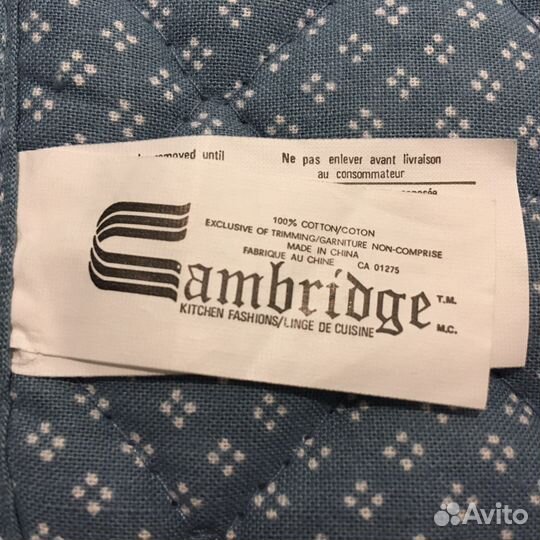 removed until
Ne pas enlever avant livraison
au consommateur
100% COTTON/COTON
EXCLUSIVE OF TRIMMING/GARNITURE NON-COMPRISE
MADE IN CHINA
FABRIQUE AU CHINE CA 01275
Cambridge T.M.
M.C.
KITCHEN FASHIONS/LINGE DE CUISINE
Avito